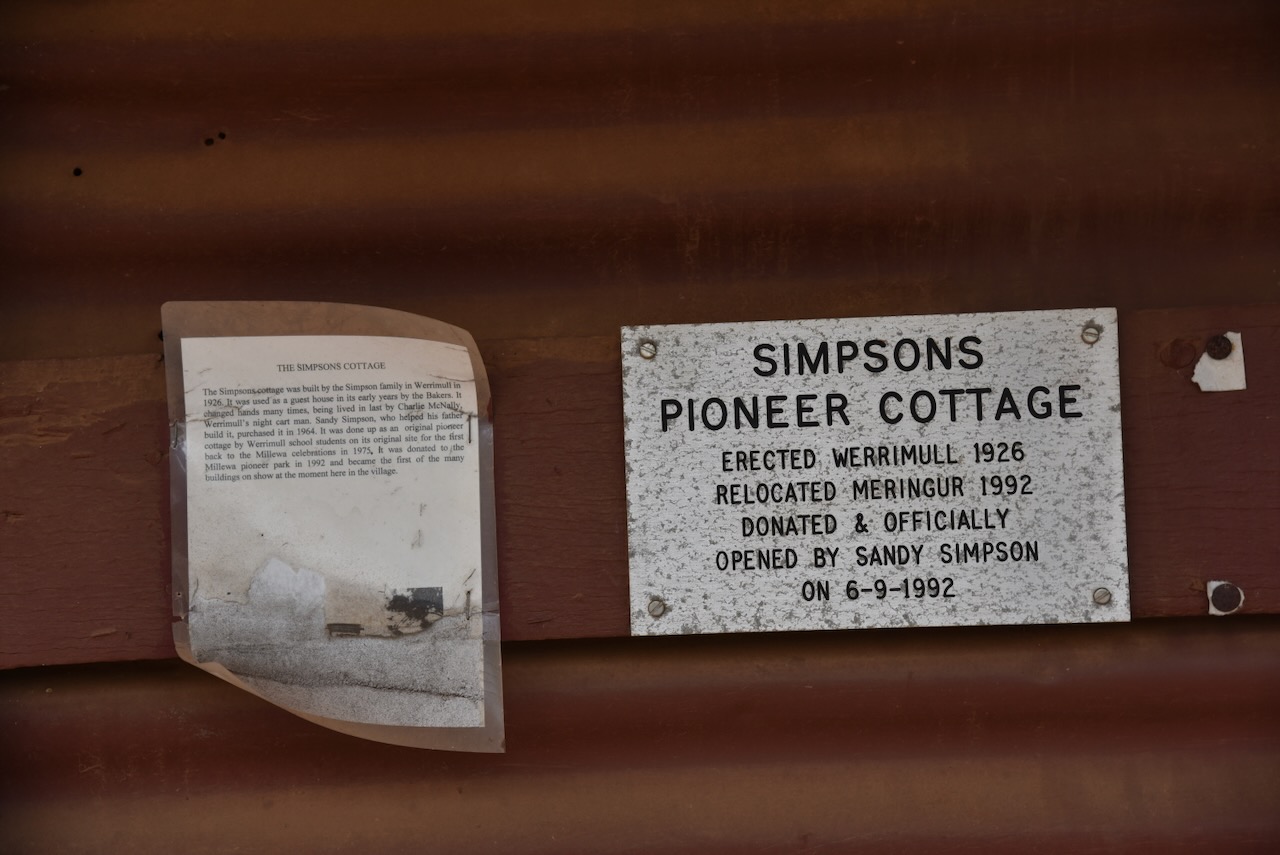 THE SIMPSONS COTTAGE
The Simpsons cottage was built by the Simpson family in Werrimull in
1926. It was used as a guest house in its early years by the Bakers. It
changed hands many times, being lived in last by Charlie McNally,
Werrimull's night cart man. Sandy Simpson, who helped his father
build it, purchased it in 1964. It was done up as an original pioneer
cottage by Werrimull school students on its original site for the first
back to the Millewa celebrations in 1975. It was donated to the
Millewa pioneer park in 1992 and became the first of the many
buildings on show at the moment here in the village.
SIMPSONS
PIONEER COTTAGE
ERECTED WERRIMULL 1926
RELOCATED MERINGUR 1992
DONATED & OFFICIALLY
OPENED BY SANDY SIMPSON
ON 6-9-1992